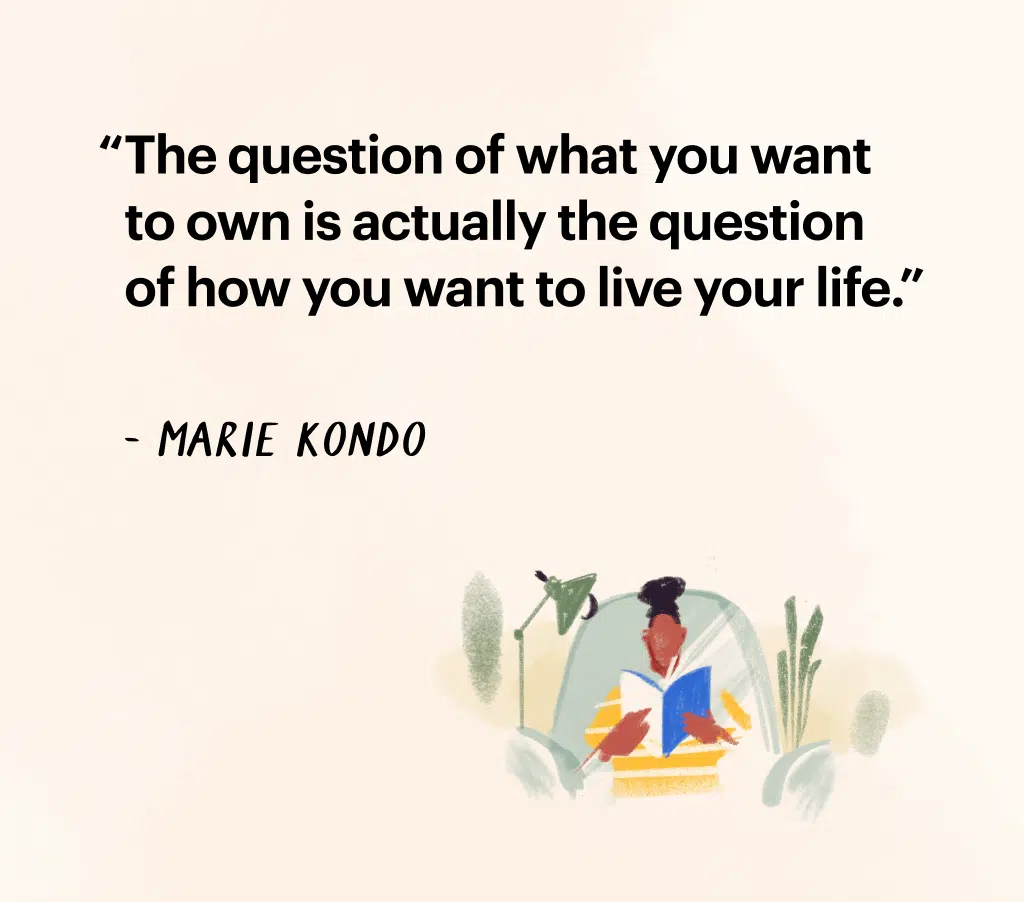 “The question of what you want
to own is actually the question
of how you want to live your life.”
- MARIE KONDO